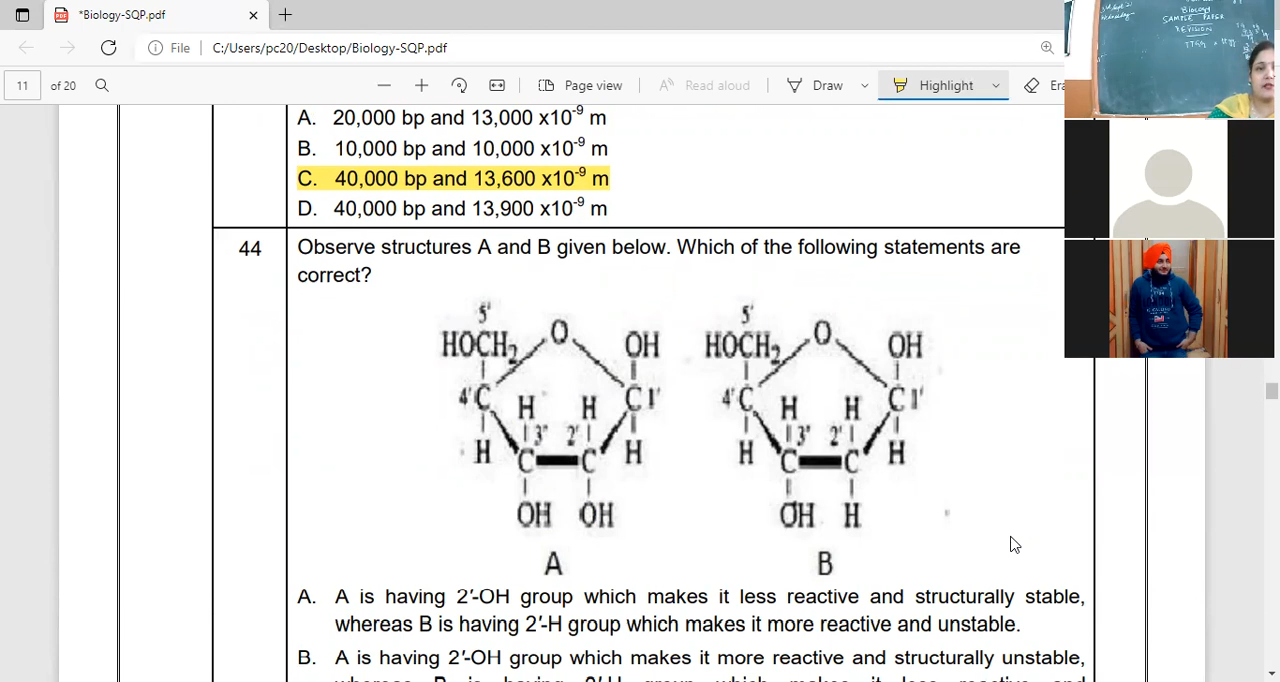 *Biology-SQP.pdf
File
C:/Users/pc20/Desktop/Biology-SQP.pdf
11 of 20
Page view
Read aloud
Draw
Highlight
Era
Biology
SAMPLE PAPER
REVISION
A. 20,000 bp and 13,000 x10⁻⁹ m
B. 10,000 bp and 10,000 x10⁻⁹ m
C. 40,000 bp and 13,600 x10⁻⁹ m
D. 40,000 bp and 13,900 x10⁻⁹ m
44 Observe structures A and B given below. Which of the following statements are
correct?
5' 5'
HOCH₂ O OH HOCH₂ O OH
4'C H H C1' 4'C H H C1'
H 3' 2' H H 3' 2' H
C C C C
OH OH OH H
A B
A. A is having 2′-OH group which makes it less reactive and structurally stable,
whereas B is having 2′-H group which makes it more reactive and unstable.
B. A is having 2′-OH group which makes it more reactive and structurally unstable,